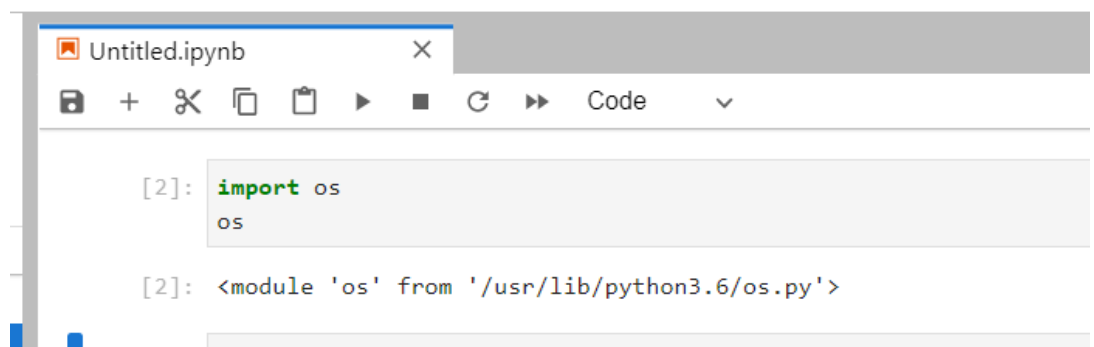 Untitled.ipynb
Code
[2]: import os
os
[2]: <module 'os' from '/usr/lib/python3.6/os.py'>